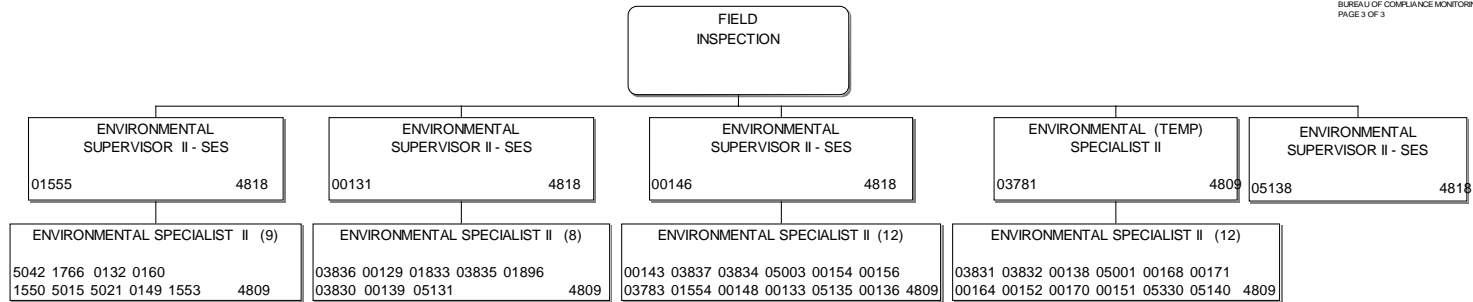 BUREAU OF COMPLIANCE MONITORIN
PAGE 3 OF 3
FIELD
INSPECTION
ENVIRONMENTAL
SUPERVISOR II - SES
01555 4818
ENVIRONMENTAL
SUPERVISOR II - SES
00131 4818
ENVIRONMENTAL
SUPERVISOR II - SES
00146 4818
ENVIRONMENTAL (TEMP)
SPECIALIST II
03781 4809
ENVIRONMENTAL
SUPERVISOR II - SES
05138 4818
ENVIRONMENTAL SPECIALIST II (9)
5042 1766 0132 0160
1550 5015 5021 0149 1553 4809
ENVIRONMENTAL SPECIALIST II (8)
03836 00129 01833 03835 01896
03830 00139 05131 4809
ENVIRONMENTAL SPECIALIST II (12)
00143 03837 03834 05003 00154 00156
03783 01554 00148 00133 05135 00136 4809
ENVIRONMENTAL SPECIALIST II (12)
03831 03832 00138 05001 00168 00171
00164 00152 00170 00151 05330 05140 4809